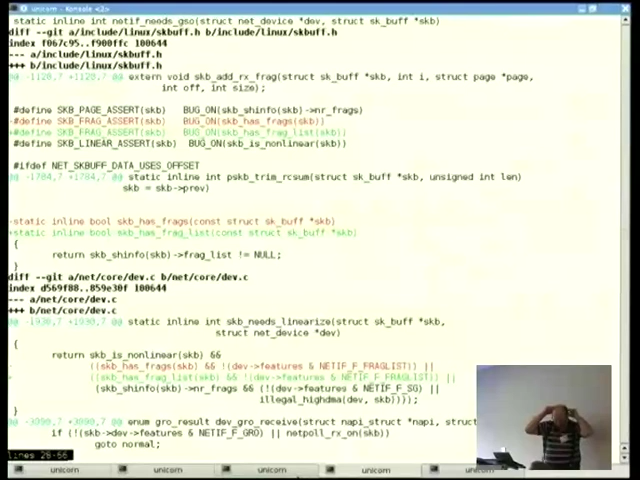 unicorn - Konsole <2>
static inline int netif_needs_gso(struct net_device *dev, struct sk_buff *skb)
diff --git a/include/linux/skbuff.h b/include/linux/skbuff.h
index f067c95..f900ffc 100644
--- a/include/linux/skbuff.h
+++ b/include/linux/skbuff.h
@@ -1120,7 +1120,7 @@ extern void skb_add_rx_frag(struct sk_buff *skb, int i, struct page *page,
int off, int size);
#define SKB_PAGE_ASSERT(skb) BUG_ON(skb_shinfo(skb)->nr_frags)
-#define SKB_FRAG_ASSERT(skb) BUG_ON(skb_has_frags(skb))
+#define SKB_FRAG_ASSERT(skb) BUG_ON(skb_has_frag_list(skb))
#define SKB_LINEAR_ASSERT(skb) BUG_ON(skb_is_nonlinear(skb))
#ifdef NET_SKBUFF_DATA_USES_OFFSET
@@ -1784,7 +1784,7 @@ static inline int pskb_trim_rcsum(struct sk_buff *skb, unsigned int len)
skb = skb->prev)
-static inline bool skb_has_frags(const struct sk_buff *skb)
+static inline bool skb_has_frag_list(const struct sk_buff *skb)
{
return skb_shinfo(skb)->frag_list != NULL;
}
diff --git a/net/core/dev.c b/net/core/dev.c
index d569f88..859e30f 100644
--- a/net/core/dev.c
+++ b/net/core/dev.c
@@ -1930,7 +1930,7 @@ static inline int skb_needs_linearize(struct sk_buff *skb,
struct net_device *dev)
{
return skb_is_nonlinear(skb) &&
- ((skb_has_frags(skb) && !(dev->features & NETIF_F_FRAGLIST)) ||
+ ((skb_has_frag_list(skb) && !(dev->features & NETIF_F_FRAGLIST)) ||
(skb_shinfo(skb)->nr_frags && (!(dev->features & NETIF_F_SG) ||
illegal_highdma(dev, skb))));
}
@@ -3090,7 +3090,7 @@ enum gro_result dev_gro_receive(struct napi_struct *napi, struct
if (!(skb->dev->features & NETIF_F_GRO) || netpoll_rx_on(skb))
goto normal;
lines 28-66
unicorn unicorn unicorn unicorn unicorn